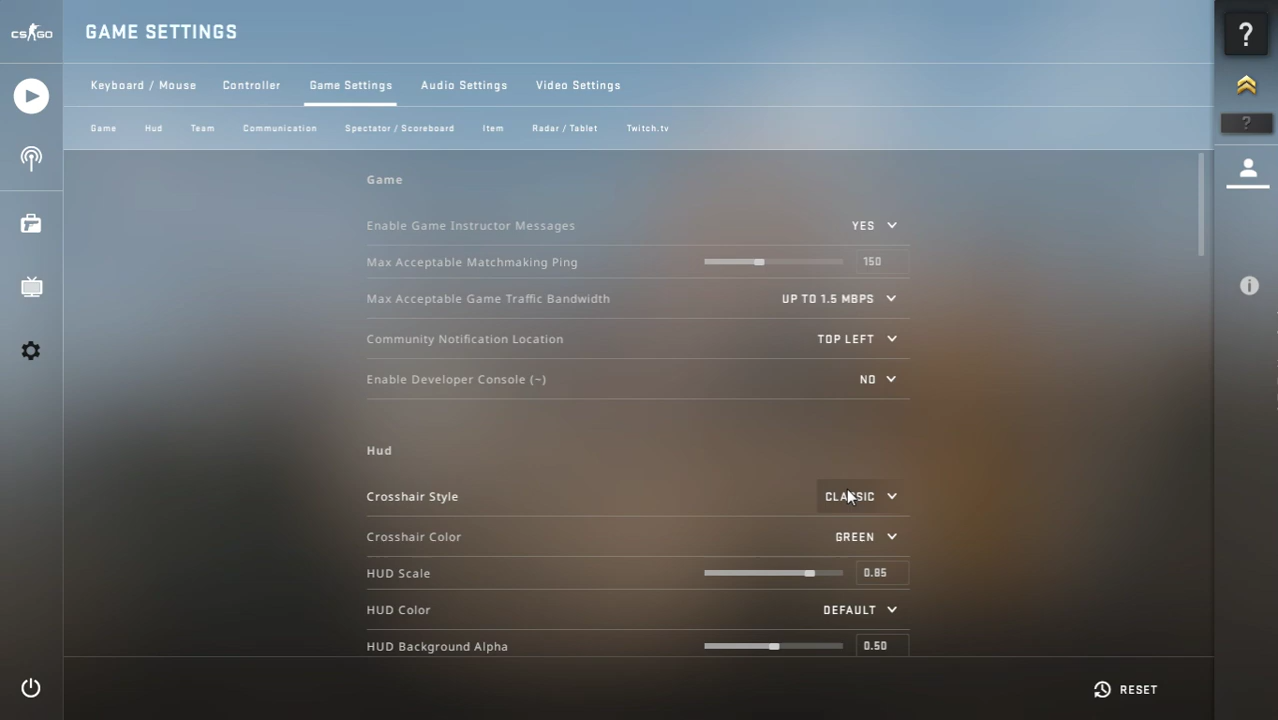 CS GO
GAME SETTINGS
?
Keyboard / Mouse Controller Game Settings Audio Settings Video Settings
Game Hud Team Communication Spectator / Scoreboard Item Radar / Tablet Twitch.tv
?
Game
Enable Game Instructor Messages YES
Max Acceptable Matchmaking Ping 150
Max Acceptable Game Traffic Bandwidth UP TO 1.5 MBPS
Community Notification Location TOP LEFT
Enable Developer Console (~) NO
Hud
Crosshair Style CLASSIC
Crosshair Color GREEN
HUD Scale 0.85
HUD Color DEFAULT
HUD Background Alpha 0.50
RESET